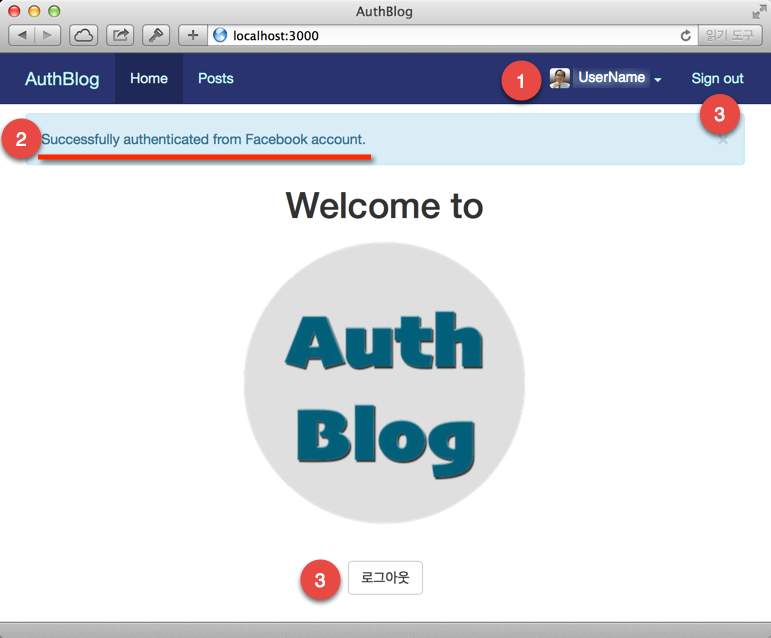 AuthBlog
localhost:3000
읽기 도구
AuthBlog Home Posts 1 UserName Sign out
3
2 Successfully authenticated from Facebook account. ×
Welcome to
Auth
Blog
3 로그아웃